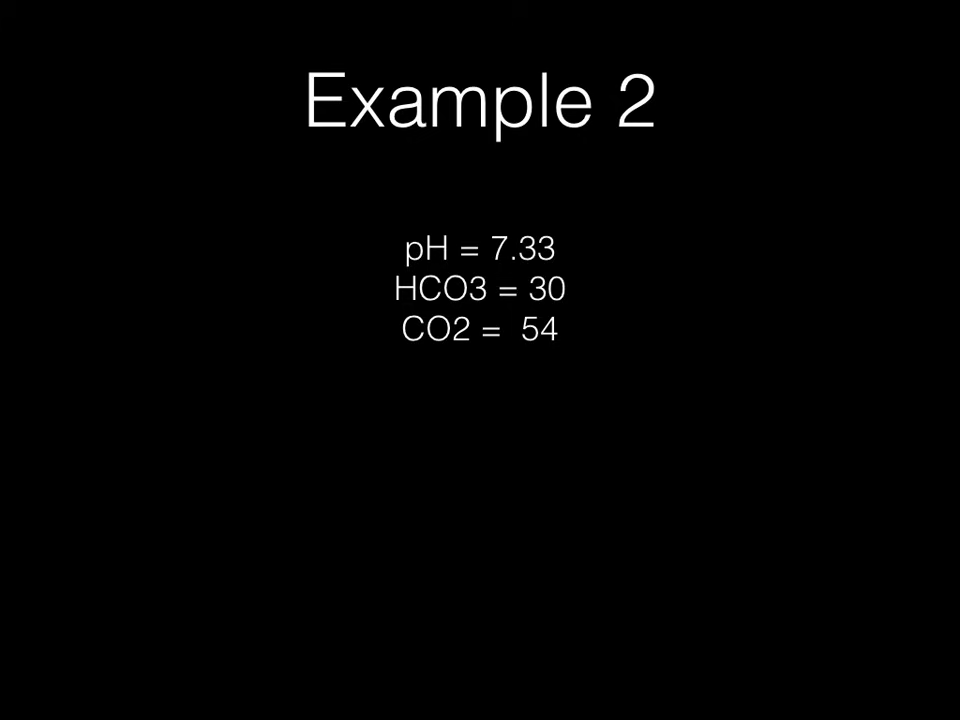 Example 2
pH = 7.33
HCO3 = 30
CO2 = 54